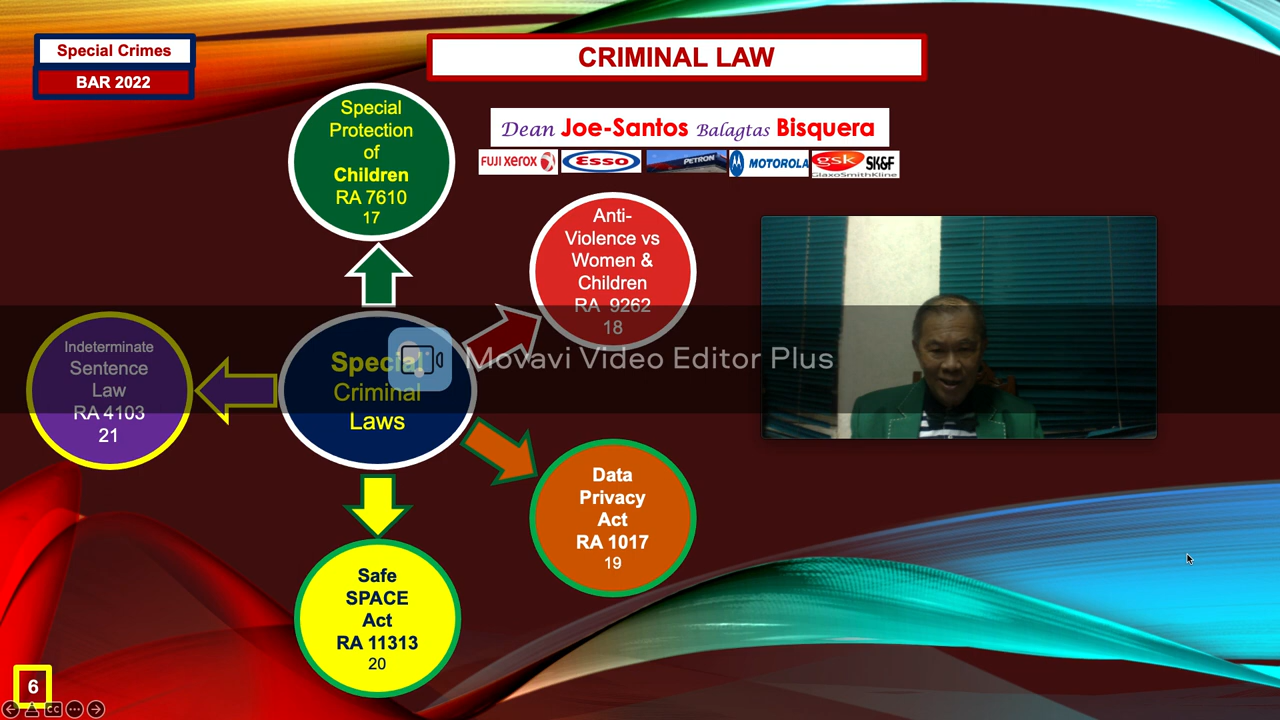 Special Crimes
BAR 2022
CRIMINAL LAW
Dean Joe-Santos Balagtas Bisquera
FUJI XEROX
Esso
PETRON
MOTOROLA
gsk SK&F
GlaxoSmithKline
Special
Protection
of
Children
RA 7610
17
Anti-
Violence vs
Women &
Children
RA 9262
18
Indeterminate
Sentence
Law
RA 4103
21
Special
Criminal
Laws
Movavi Video Editor Plus
Data
Privacy
Act
RA 1017
19
Safe
SPACE
Act
RA 11313
20
6
CC